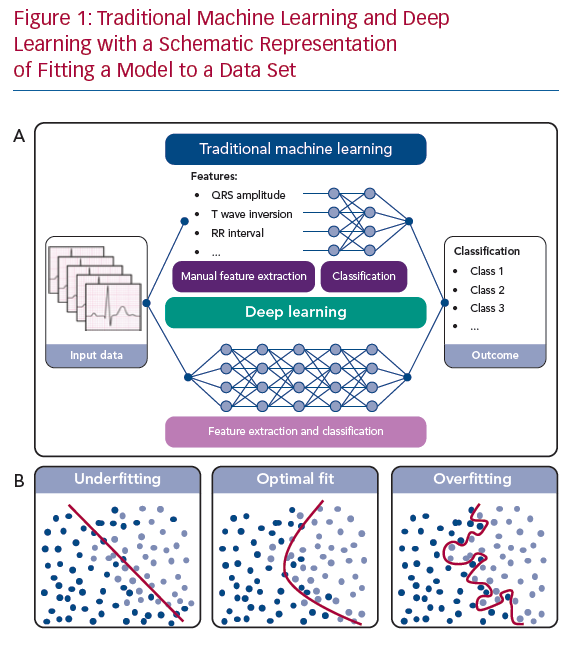 Figure 1: Traditional Machine Learning and Deep
Learning with a Schematic Representation
of Fitting a Model to a Data Set
A
Traditional machine learning
Features:
• QRS amplitude
• T wave inversion
• RR interval
• ...
Manual feature extraction
Classification
Input data
Deep learning
Feature extraction and classification
Classification
• Class 1
• Class 2
• Class 3
• ...
Outcome
B
Underfitting
Optimal fit
Overfitting